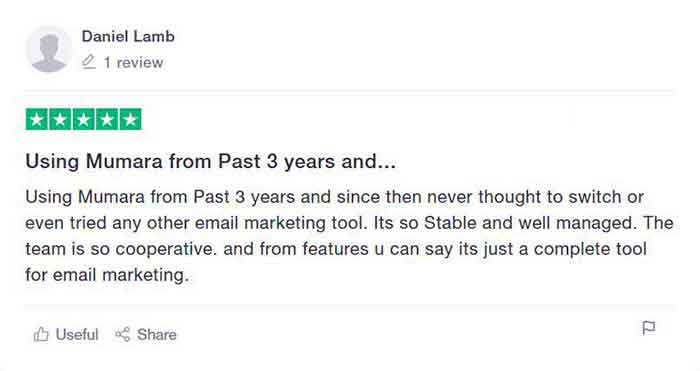 Daniel Lamb
1 review
Using Mumara from Past 3 years and...
Using Mumara from Past 3 years and since then never thought to switch or
even tried any other email marketing tool. Its so Stable and well managed. The
team is so cooperative. and from features u can say its just a complete tool
for email marketing.
Useful Share